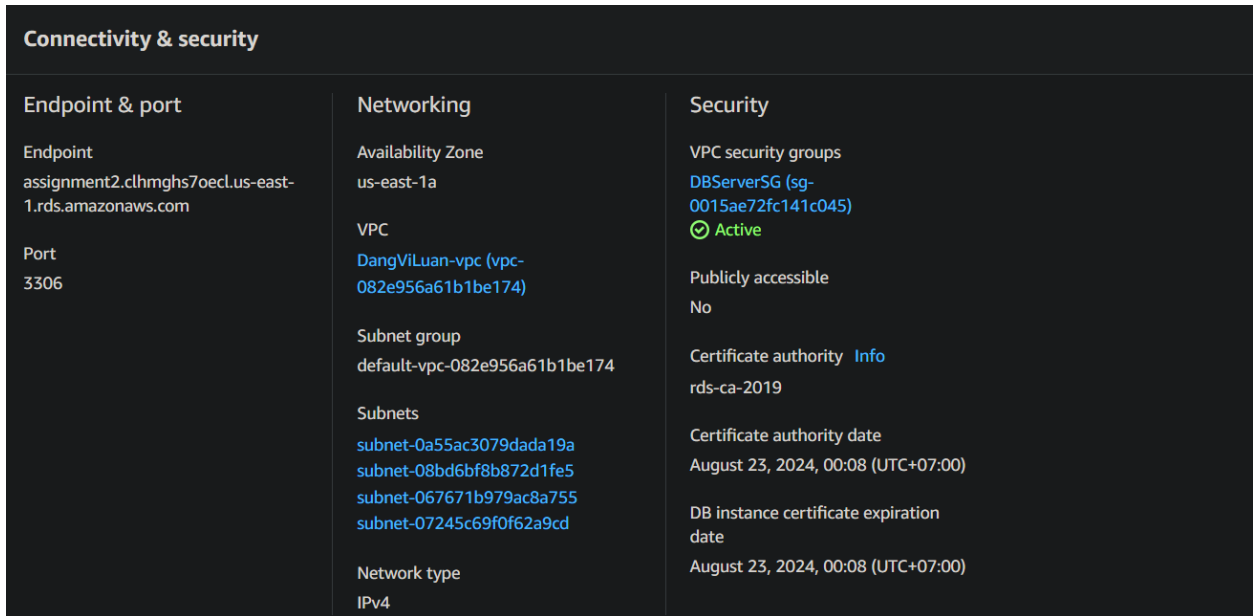 Connectivity & security
Endpoint & port
Endpoint
assignment2.clhmghs7oecl.us-east-
1.rds.amazonaws.com
Port
3306
Networking
Availability Zone
us-east-1a
VPC
DangViLuan-vpc (vpc-
082e956a61b1be174)
Subnet group
default-vpc-082e956a61b1be174
Subnets
subnet-0a55ac3079dada19a
subnet-08bd6bf8b872d1fe5
subnet-067671b979ac8a755
subnet-07245c69f0f62a9cd
Network type
IPv4
Security
VPC security groups
DBServerSG (sg-
0015ae72fc141c045)
Active
Publicly accessible
No
Certificate authority Info
rds-ca-2019
Certificate authority date
August 23, 2024, 00:08 (UTC+07:00)
DB instance certificate expiration
date
August 23, 2024, 00:08 (UTC+07:00)